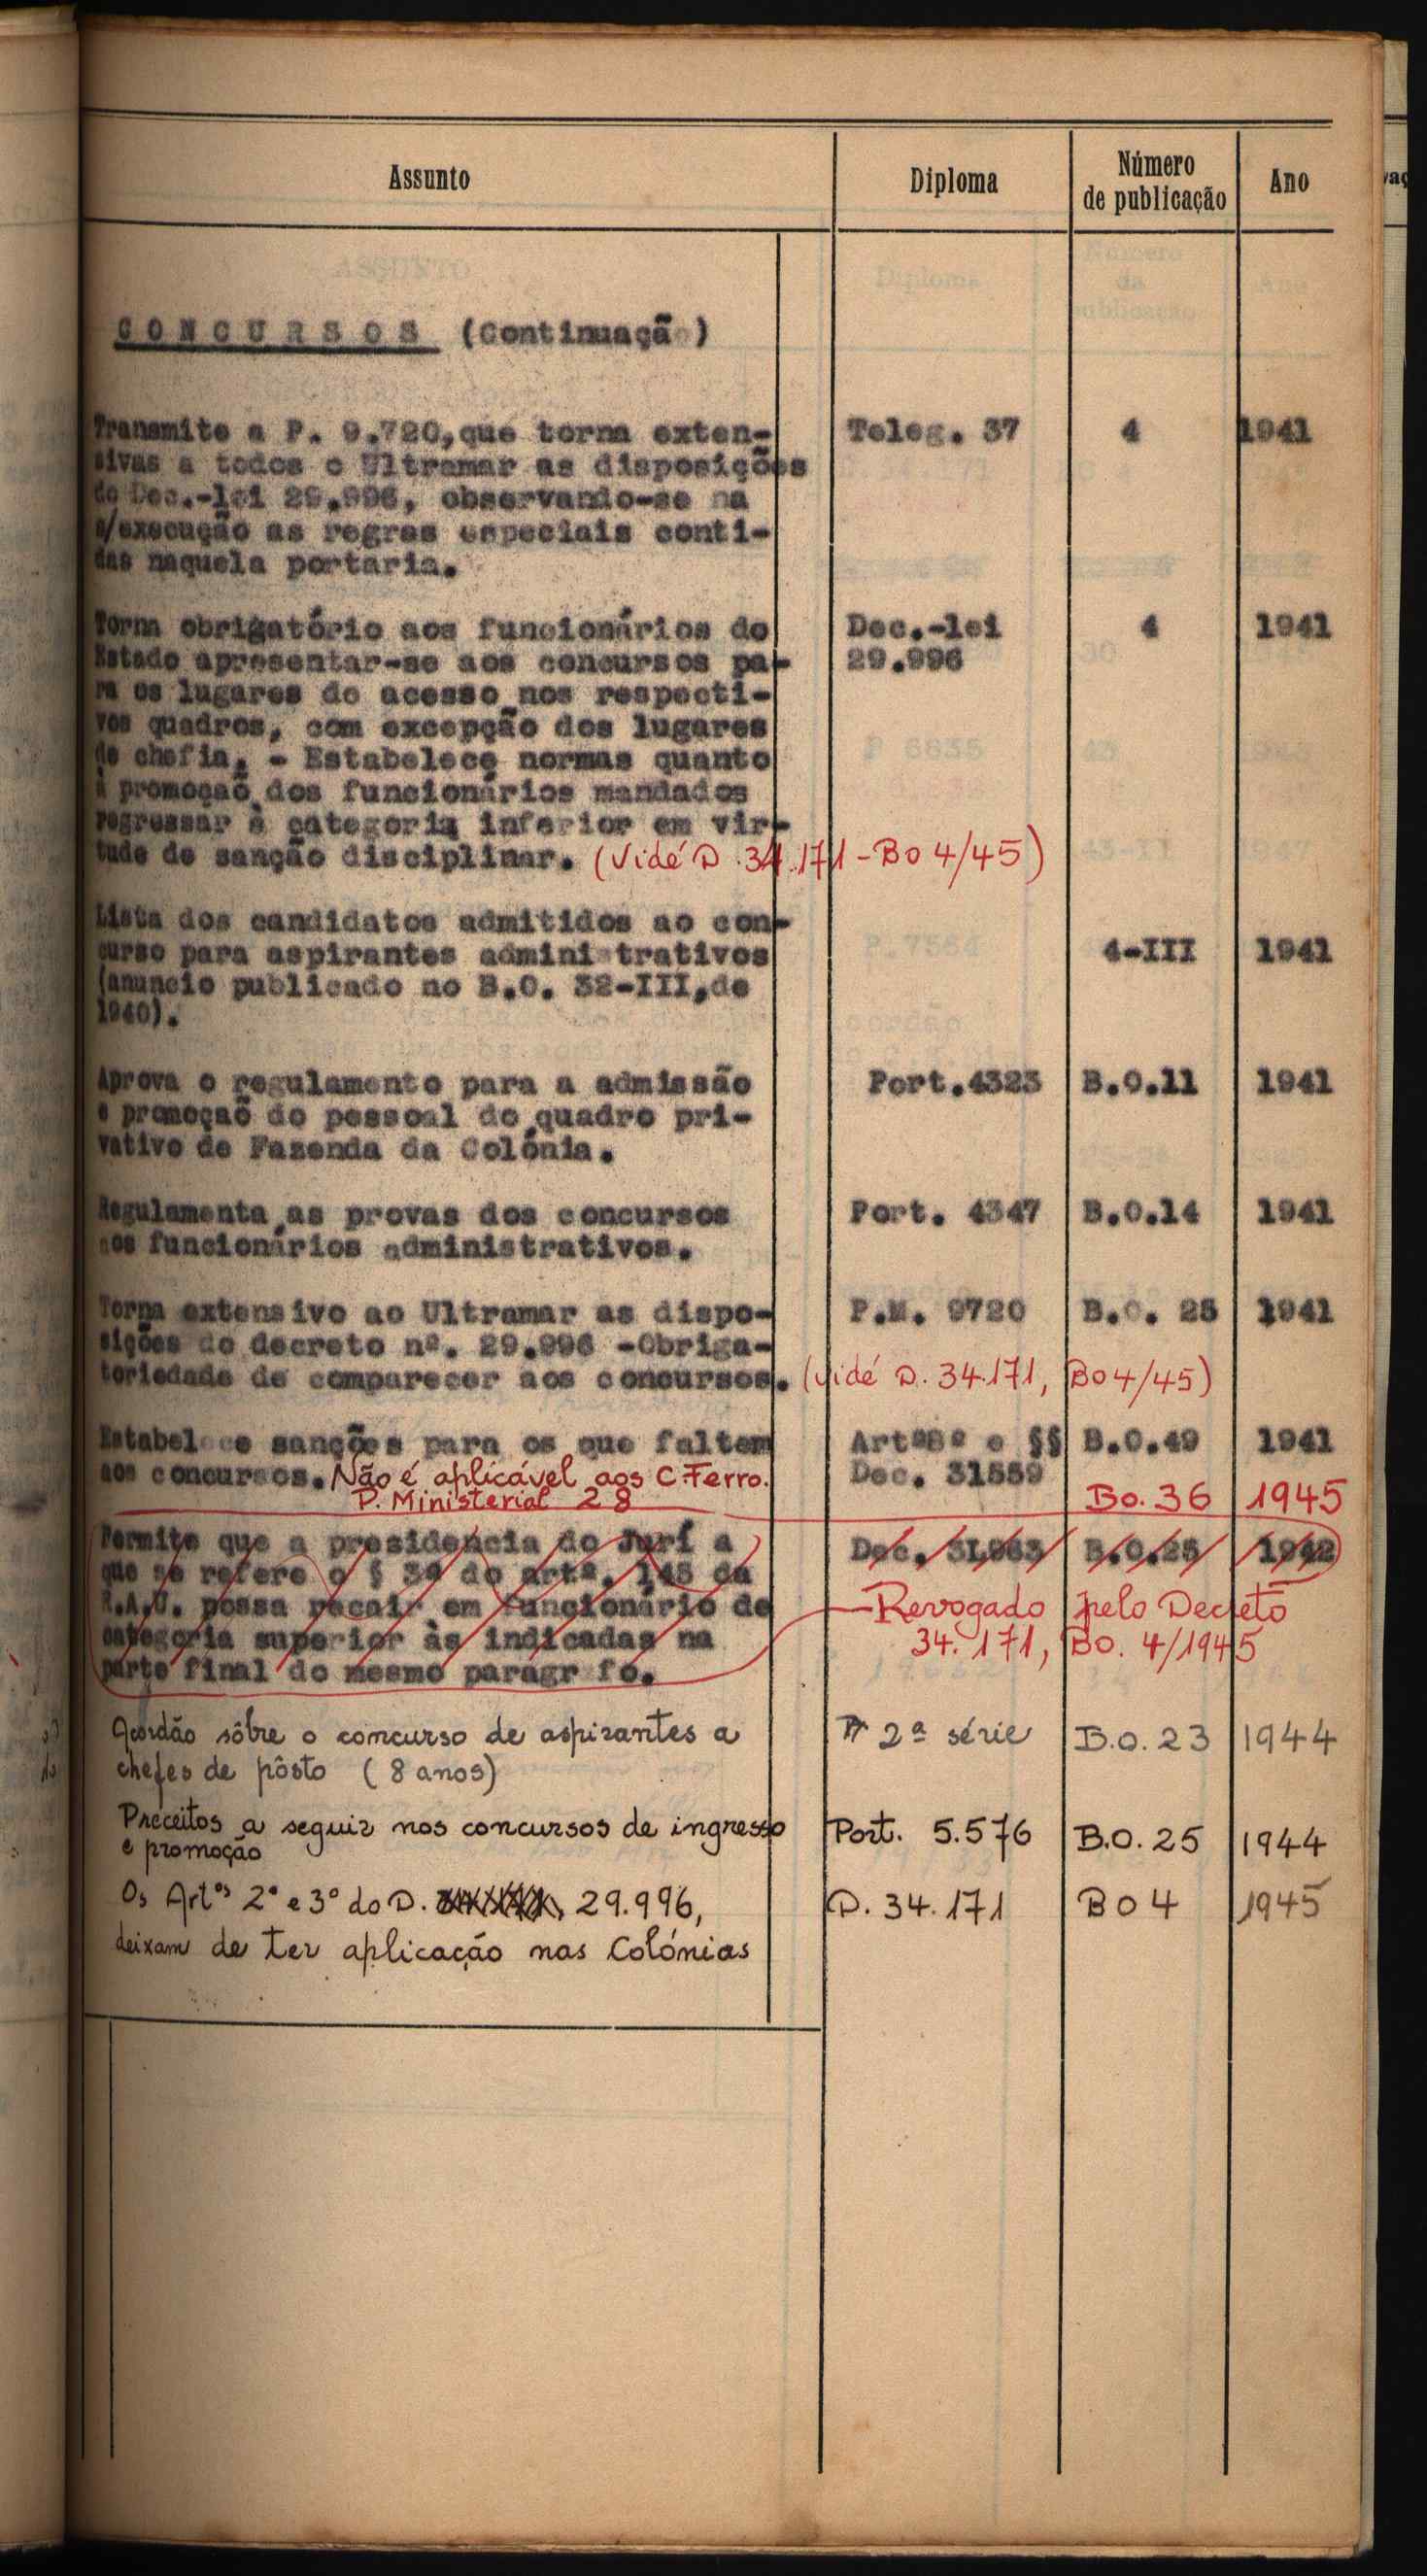 Assunto Diploma Número de publicação Ano
CONCURSOS (Continuação)
Transmite a P. 9.720, que torna exten- Teleg. 37 4 1941
sivas a todos o Ultramar as disposições
do Dec.-lei 29.996, observando-se na
s/execução as regras especiais conti-
das naquela portaria.
Torna obrigatório aos funcionários do Dec.-lei 4 1941
Estado apresentar-se aos concursos pa- 29.996
ra os lugares de acesso nos respecti-
vos quadros, com excepção dos lugares
de chefia. - Estabelece normas quanto
à promoçaõ dos funcionários mandados
regressar à categoria inferior em vir-
tude de sanção disciplinar. (Vidé D. 34.171 - BO 4/45)
Lista dos candidatos admitidos ao con-
curso para aspirantes administrativos 4-III 1941
(anuncio publicado no B.O. 32-III, de
1940).
Aprova o regulamento para a admissão Port.4323 B.O.11 1941
e promoçaõ do pessoal do quadro pri-
vativo de Fazenda da Colónia.
Regulamenta as provas dos concursos Port. 4347 B.O.14 1941
aos funcionários administrativos.
Torna extensivo ao Ultramar as dispo- P.M. 9720 B.O. 25 1941
sições do decreto nº. 29.996 -Obriga-
toriedade de comparecer aos concursos. (Vidé D. 34.171, BO 4/45)
Estabelece sanções para os que faltem Artº8º e §§ B.O.49 1941
aos concursos. Não é aplicável aos C. Ferro. Dec. 31559
P. Ministerial 28 BO. 36 1945
Permite que a presidencia do Jurí a Dec. 31.963 B.O.25 1942
que se refere o § 3º do artº. 148 da
R.A.U. possa recair em funcionário de Revogado pelo Decreto
categoria superior às indicadas na 34.171, BO. 4/1945
parte final do mesmo paragr fo.
Acordão sôbre o concurso de aspirantes a 2ª série B.O. 23 1944
chefes de pôsto (8 anos)
Preceitos a seguir nos concursos de ingresso Port. 5.576 B.O. 25 1944
e promoção
Os Artºs 2º e 3º do D. 29.996, D. 34.171 BO 4 1945
deixam de ter aplicação nas Colónias